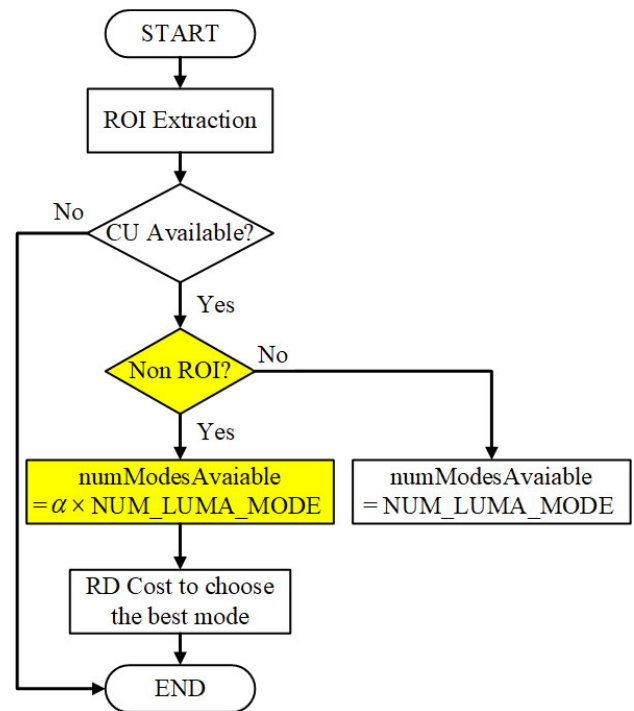 START
ROI Extraction
No
CU Available?
Yes
Non ROI?
No
Yes
numModesAvaiable
= α × NUM_LUMA_MODE
numModesAvaiable
= NUM_LUMA_MODE
RD Cost to choose
the best mode
END